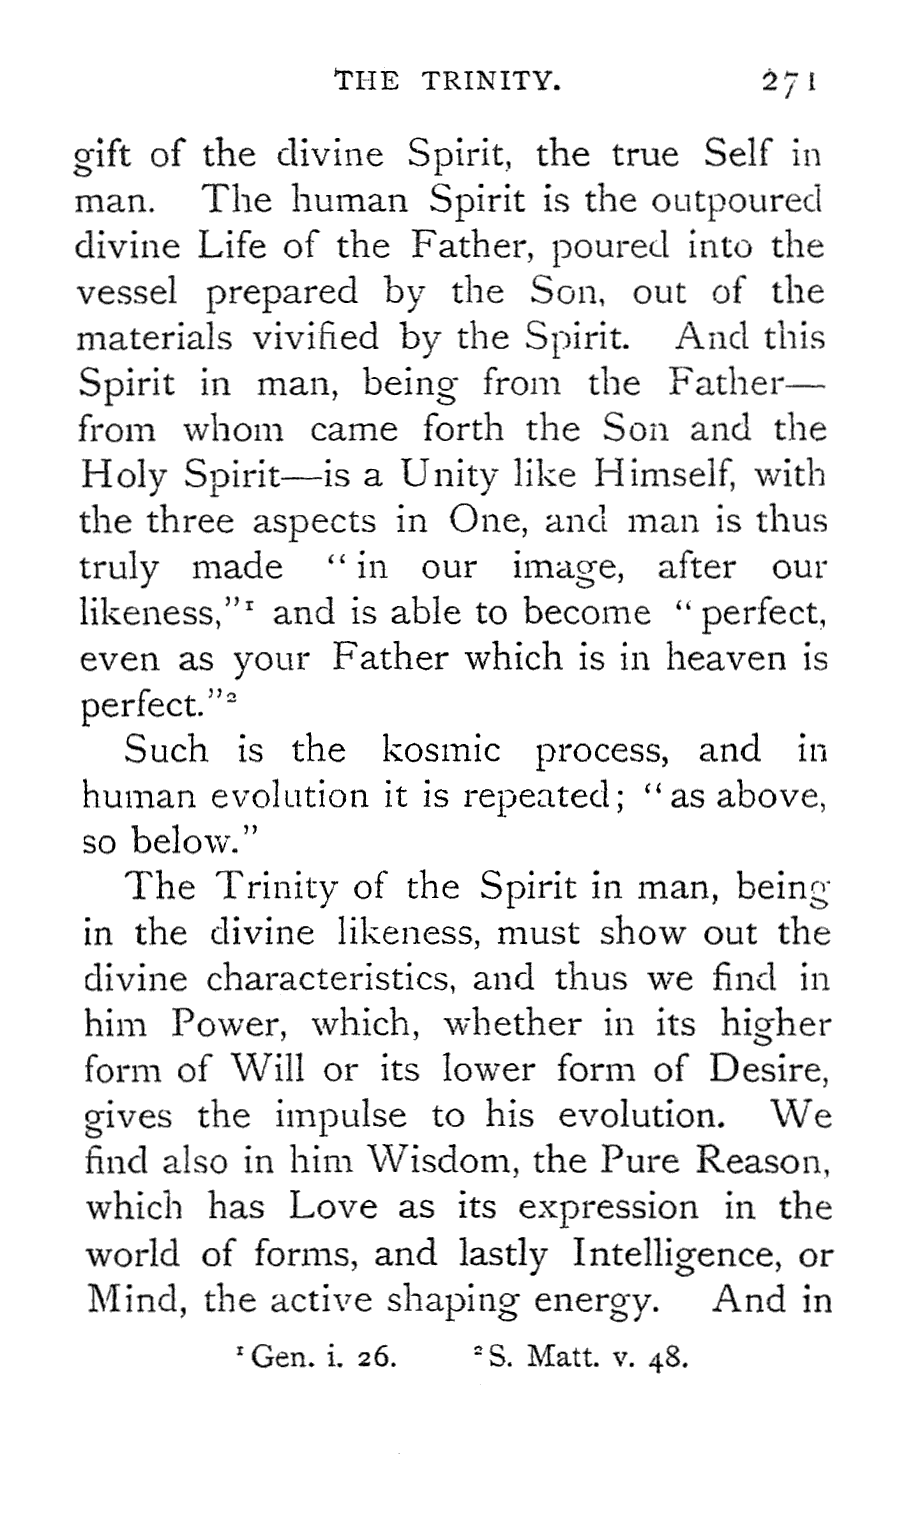 THE TRINITY. 271
gift of the divine Spirit, the true Self in
man. The human Spirit is the outpoured
divine Life of the Father, poured into the
vessel prepared by the Son, out of the
materials vivified by the Spirit. And this
Spirit in man, being from the Father—
from whom came forth the Son and the
Holy Spirit—is a Unity like Himself, with
the three aspects in One, and man is thus
truly made “in our image, after our
likeness,”¹ and is able to become “perfect,
even as your Father which is in heaven is
perfect.”²
Such is the kosmic process, and in
human evolution it is repeated; “as above,
so below.”
The Trinity of the Spirit in man, being
in the divine likeness, must show out the
divine characteristics, and thus we find in
him Power, which, whether in its higher
form of Will or its lower form of Desire,
gives the impulse to his evolution. We
find also in him Wisdom, the Pure Reason,
which has Love as its expression in the
world of forms, and lastly Intelligence, or
Mind, the active shaping energy. And in
¹ Gen. i. 26. ² S. Matt. v. 48.